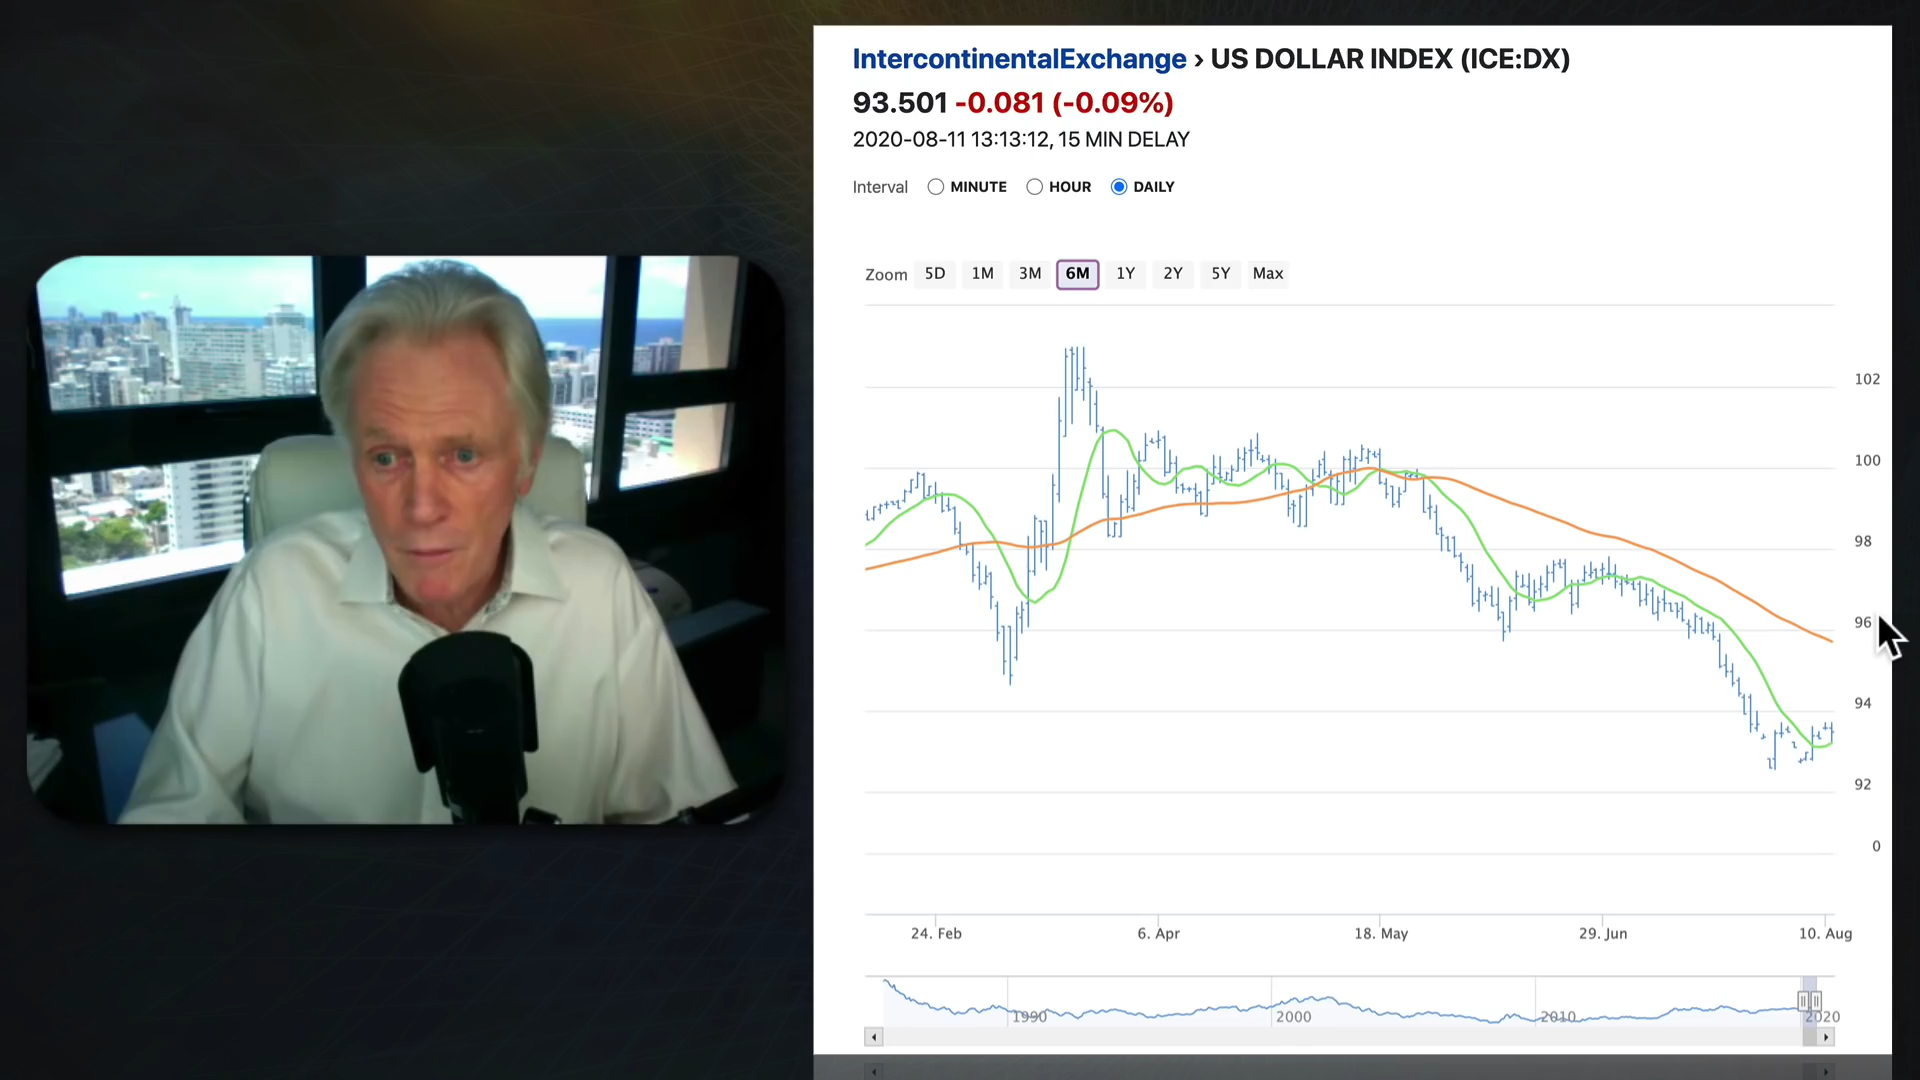 IntercontinentalExchange › US DOLLAR INDEX (ICE:DX)
93.501 -0.081 (-0.09%)
2020-08-11 13:13:12, 15 MIN DELAY
Interval MINUTE HOUR DAILY
Zoom 5D 1M 3M 6M 1Y 2Y 5Y Max
102
100
98
96
94
92
0
24. Feb 6. Apr 18. May 29. Jun 10. Aug
1990 2000 2010 2020